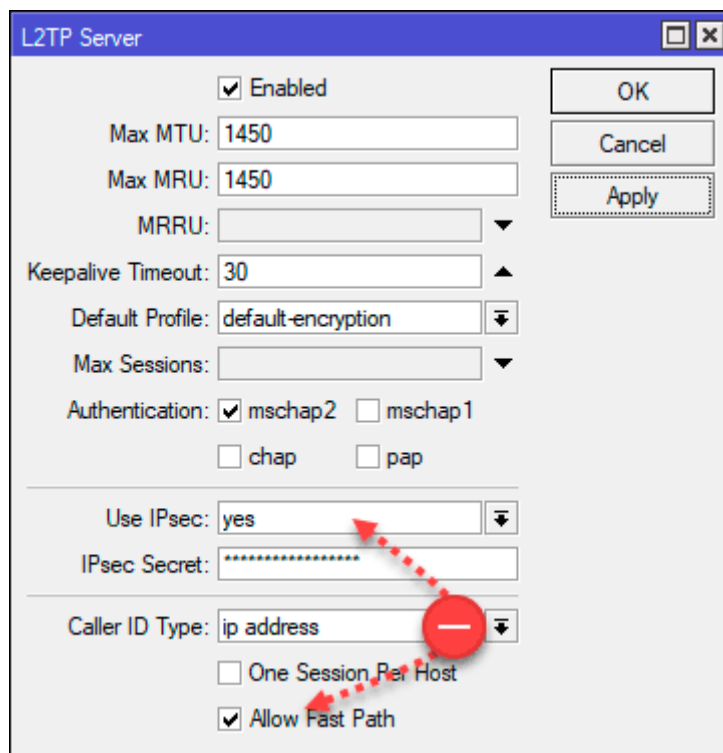 L2TP Server
Enabled
OK
Max MTU: 1450
Cancel
Max MRU: 1450
Apply
MRRU:
Keepalive Timeout: 30
Default Profile: default-encryption
Max Sessions:
Authentication: mschap2 mschap1
chap pap
Use IPsec: yes
IPsec Secret: *****************
Caller ID Type: ip address
One Session Per Host
Allow Fast Path